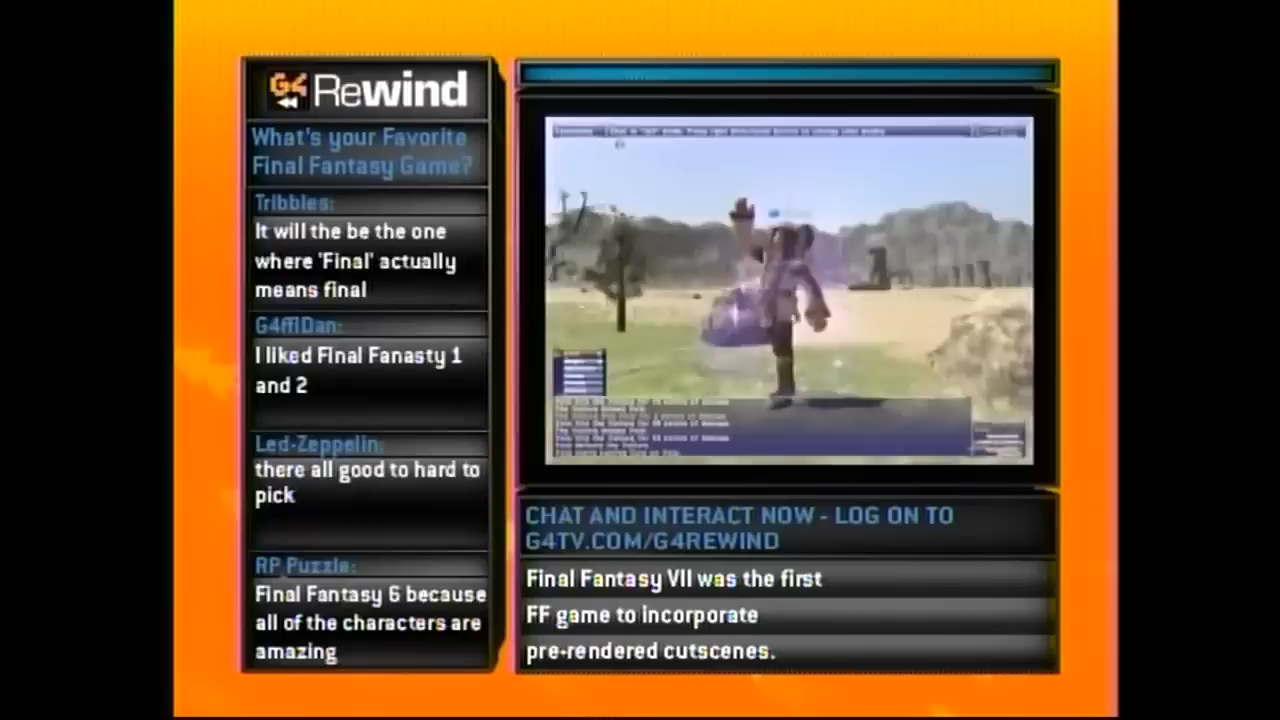 G4 Rewind
What's your Favorite
Final Fantasy Game?
Tribbles:
It will the be the one
where 'Final' actually
means final
G4ffIDan:
I liked Final Fanasty 1
and 2
Led-Zeppelin:
there all good to hard to
pick
RP_Puzzle:
Final Fantasy 6 because
all of the characters are
amazing
CHAT AND INTERACT NOW - LOG ON TO
G4TV.COM/G4REWIND
Final Fantasy VII was the first
FF game to incorporate
pre-rendered cutscenes.